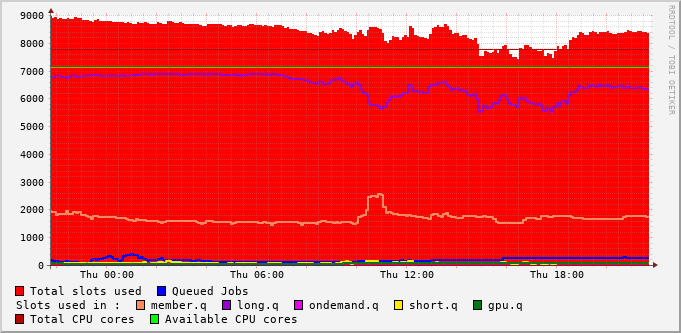 RRDTOOL / TOBI OETIKER
9000
8000
7000
6000
5000
4000
3000
2000
1000
0
Thu 00:00 Thu 06:00 Thu 12:00 Thu 18:00
Total slots used Queued Jobs
Slots used in : member.q long.q ondemand.q short.q gpu.q
Total CPU cores Available CPU cores